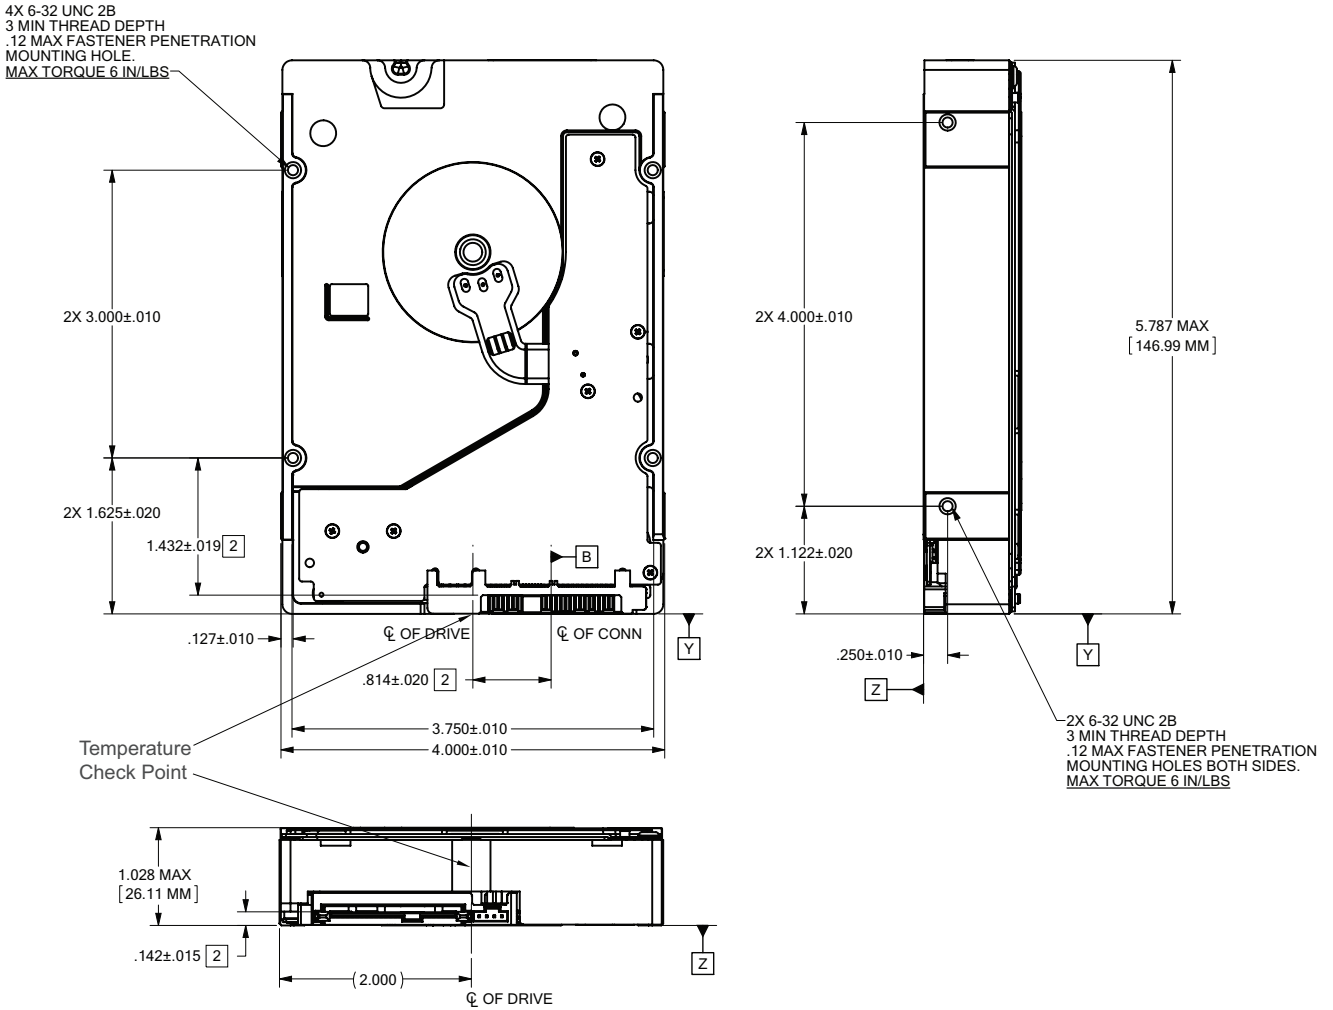 4X 6-32 UNC 2B
3 MIN THREAD DEPTH
.12 MAX FASTENER PENETRATION
MOUNTING HOLE.
MAX TORQUE 6 IN/LBS
2X 3.000±.010
2X 1.625±.020
1.432±.019 2
B
.127±.010
℄ OF DRIVE
℄ OF CONN
Y
.814±.020 2
3.750±.010
4.000±.010
2X 4.000±.010
5.787 MAX
[146.99 MM]
2X 1.122±.020
.250±.010
Y
Z
2X 6-32 UNC 2B
3 MIN THREAD DEPTH
.12 MAX FASTENER PENETRATION
MOUNTING HOLES BOTH SIDES.
MAX TORQUE 6 IN/LBS
Temperature
Check Point
1.028 MAX
[26.11 MM]
.142±.015 2
(2.000)
Z
℄ OF DRIVE